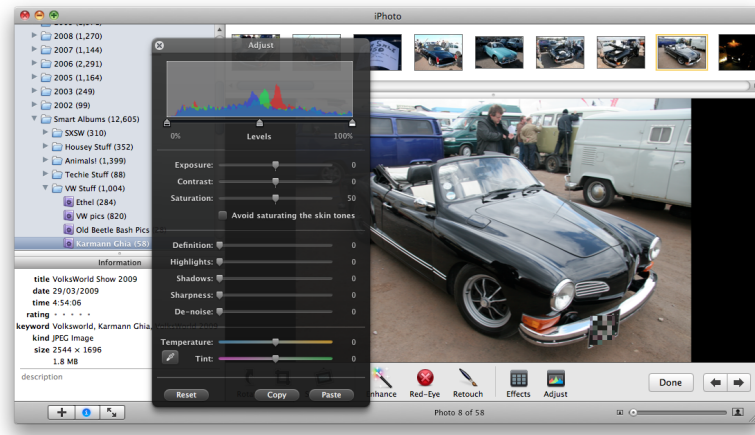 iPhoto
2008 (1,270)
2007 (1,144)
2006 (2,291)
2005 (1,164)
2003 (249)
2002 (99)
Smart Albums (12,605)
SXSW (310)
Housey Stuff (352)
Animals! (1,399)
Techie Stuff (88)
VW Stuff (1,004)
Ethel (284)
VW pics (820)
Old Beetle Bash Pics
Karmann Ghia (58)
Information
title VolksWorld Show 2009
date 29/03/2009
time 4:54:06
rating
keyword Volksworld, Karmann Ghia,
kind JPEG Image
size 2544 × 1696
1.8 MB
description
Adjust
0% Levels 100%
Exposure: 0
Contrast: 0
Saturation: 50
Avoid saturating the skin tones
Definition: 0
Highlights: 0
Shadows: 0
Sharpness: 0
De-noise: 0
Temperature: 0
Tint: 0
Reset Copy Paste
Enhance Red-Eye Retouch Effects Adjust Done
Photo 8 of 58